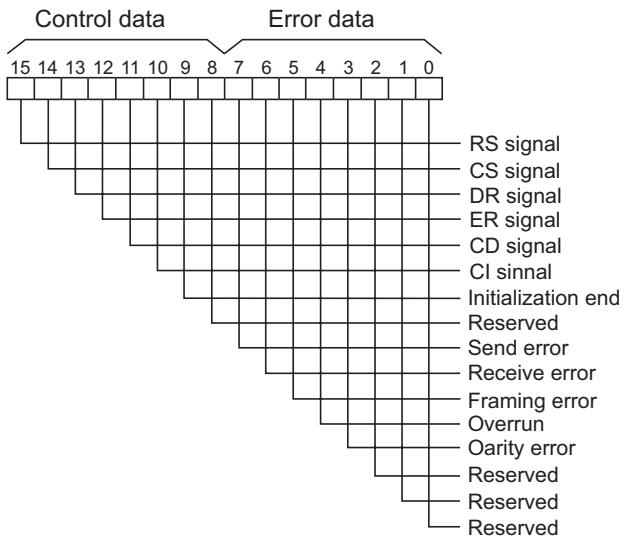 Control data Error data
15 14 13 12 11 10 9 8 7 6 5 4 3 2 1 0
RS signal
CS signal
DR signal
ER signal
CD signal
CI sinnal
Initialization end
Reserved
Send error
Receive error
Framing error
Overrun
Oarity error
Reserved
Reserved
Reserved